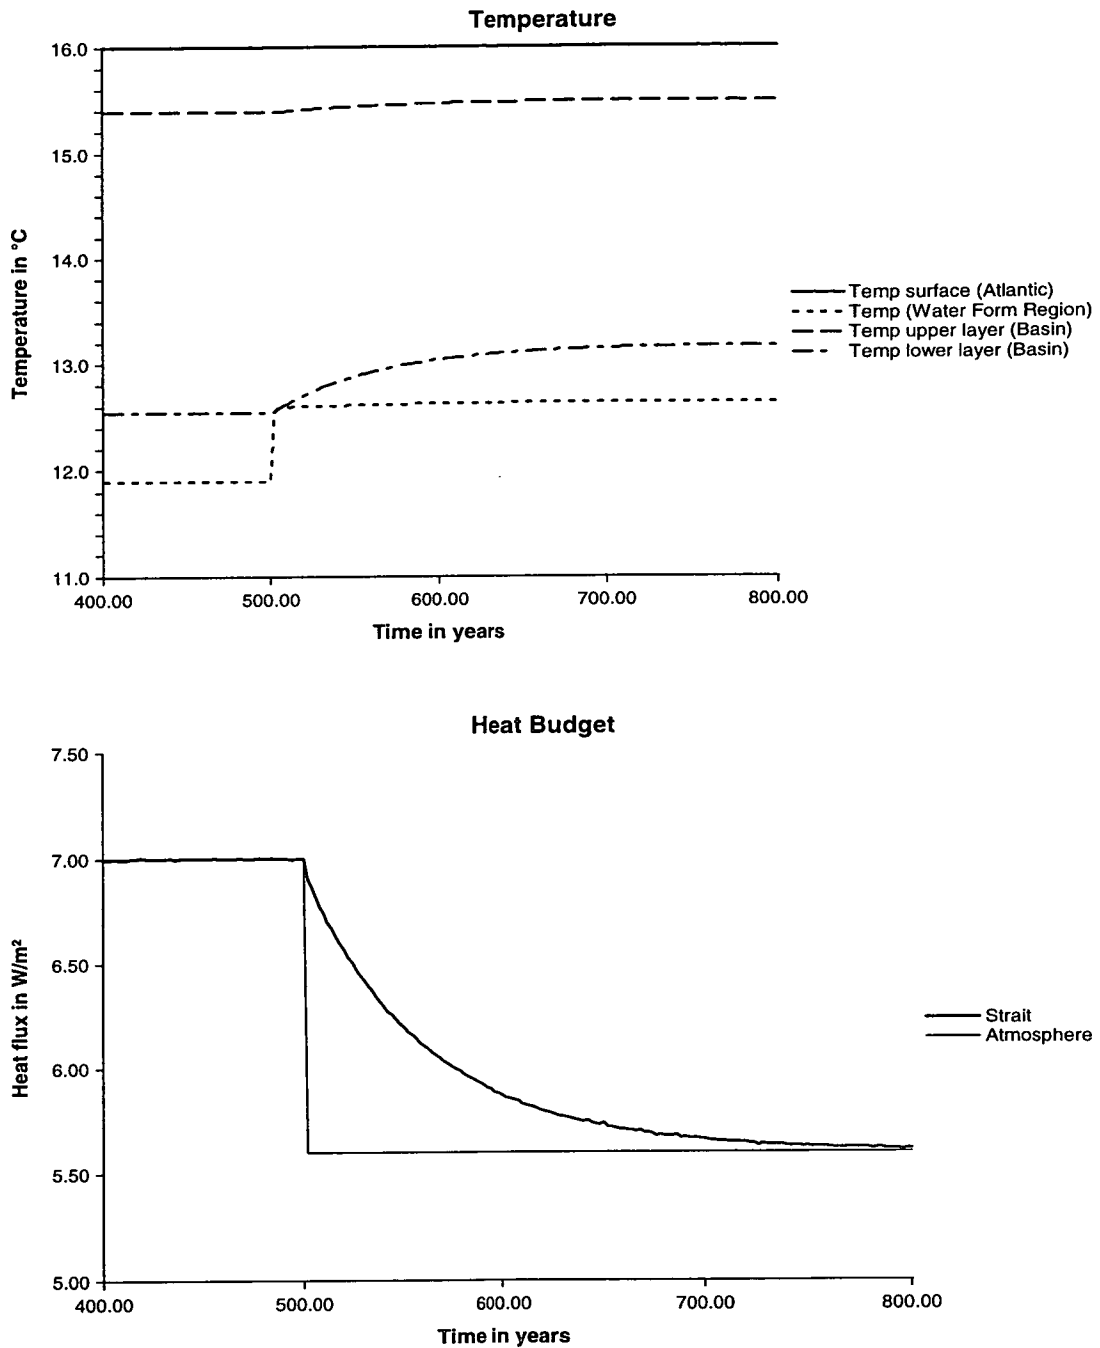 Temperature
16.0
15.0
14.0
13.0
12.0
11.0
Temperature in °C
400.00 500.00 600.00 700.00 800.00
Time in years
Temp surface (Atlantic)
Temp (Water Form Region)
Temp upper layer (Basin)
Temp lower layer (Basin)
Heat Budget
7.50
7.00
6.50
6.00
5.50
5.00
Heat flux in W/m²
400.00 500.00 600.00 700.00 800.00
Time in years
Strait
Atmosphere